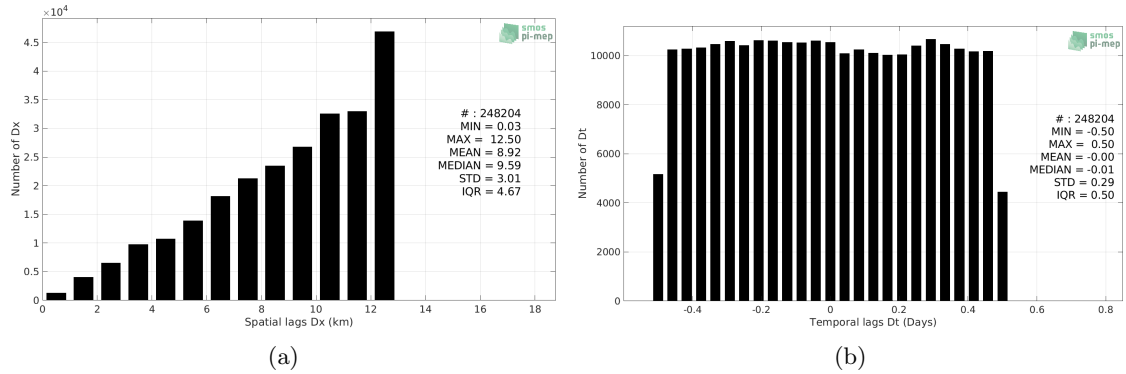 ×10⁴
4.5
4
3.5
3
2.5
2
1.5
1
0.5
0
Number of Dx
smos
pi-mep
# : 248204
MIN = 0.03
MAX = 12.50
MEAN = 8.92
MEDIAN = 9.59
STD = 3.01
IQR = 4.67
0 2 4 6 8 10 12 14 16 18
Spatial lags Dx (km)
(a)
10000
8000
6000
4000
2000
0
Number of Dt
smos
pi-mep
# : 248204
MIN = -0.50
MAX = 0.50
MEAN = -0.00
MEDIAN = -0.01
STD = 0.29
IQR = 0.50
-0.4 -0.2 0 0.2 0.4 0.6 0.8
Temporal lags Dt (Days)
(b)